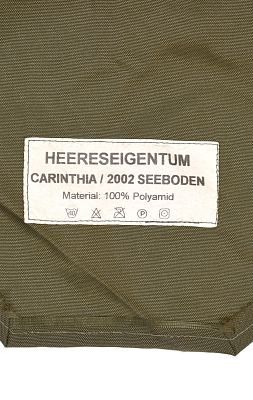 HEERESEIGENTUM
CARINTHIA / 2002 SEEBODEN
Material: 100% Polyamid